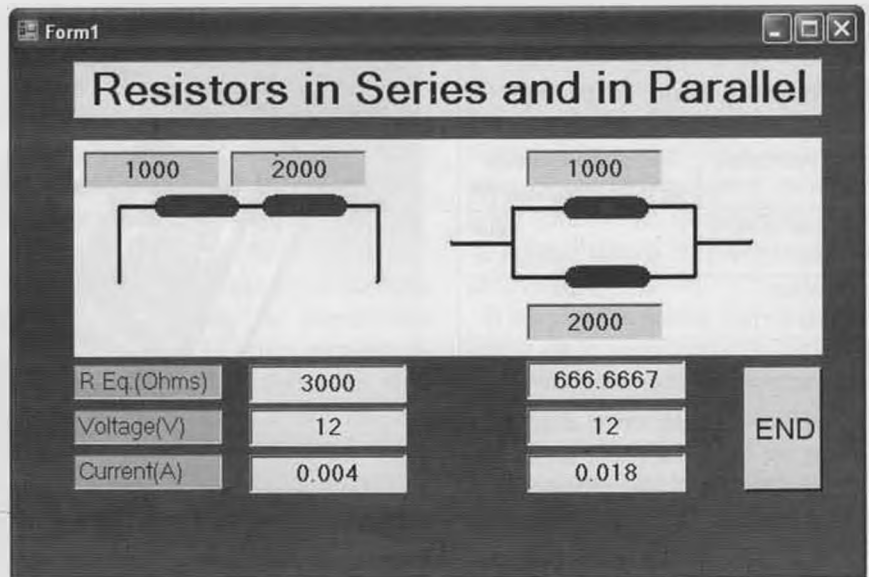 Form1
Resistors in Series and in Parallel
1000 2000 1000
2000
R Eq.(Ohms) 3000 666.6667
Voltage(V) 12 12 END
Current(A) 0.004 0.018